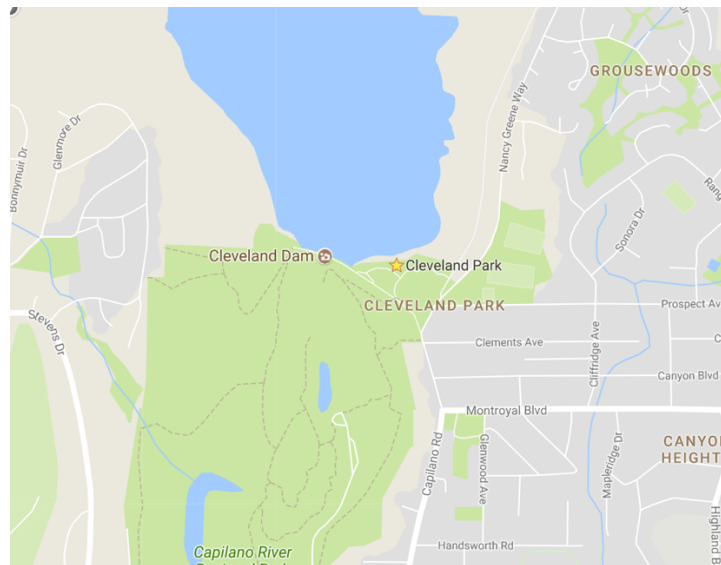 GROUSEWOODS
Nancy Greene Way
Glenmore Dr
Bonnymuir Dr
Sonora Dr
Cleveland Dam
Cleveland Park
CLEVELAND PARK
Prospect Av
Stevens Dr
Clements Ave
Cliffridge Ave
Canyon Blvd
Montroyal Blvd
Capilano Rd
Glenwood Ave
Mapleridge Dr
CANYO
HEIGHT
Highland B
Handsworth Rd
Capilano River